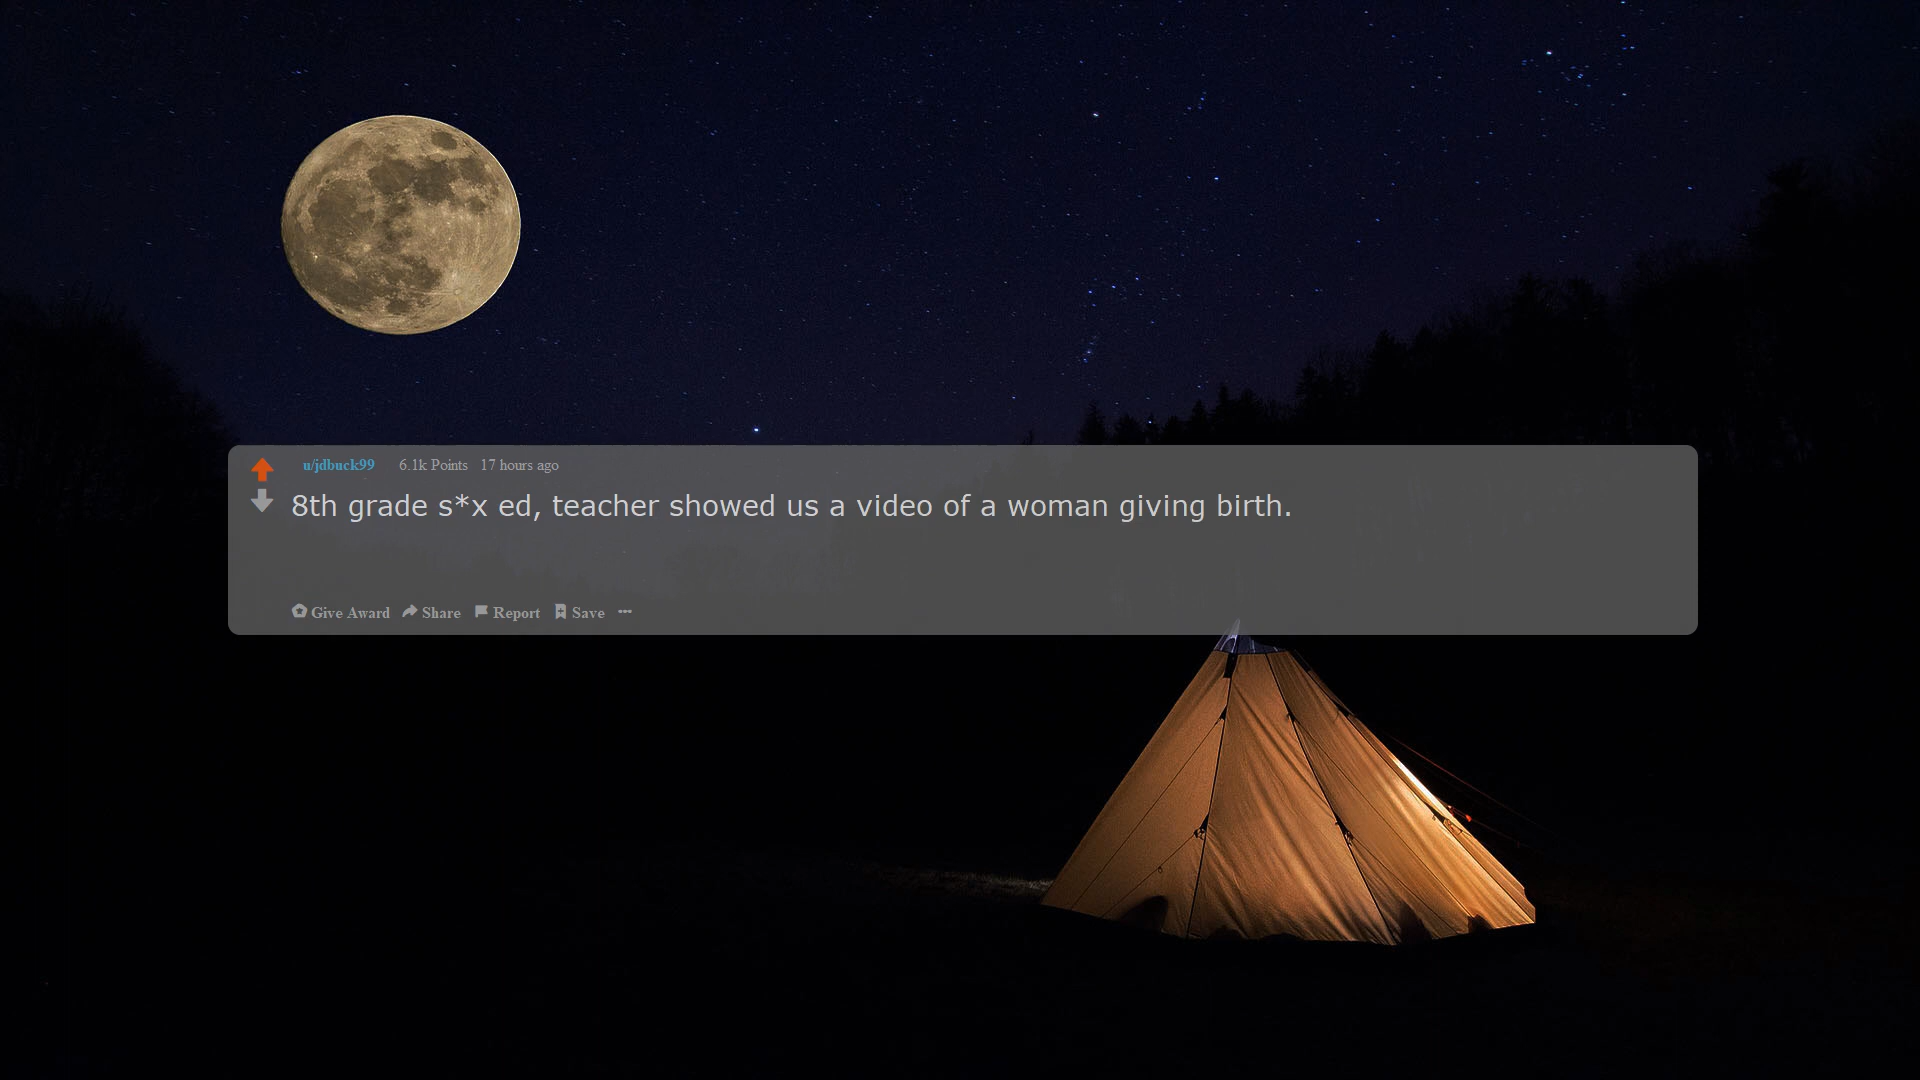 u/jdbuck99 6.1k Points 17 hours ago
8th grade s*x ed, teacher showed us a video of a woman giving birth.
Give Award Share Report Save